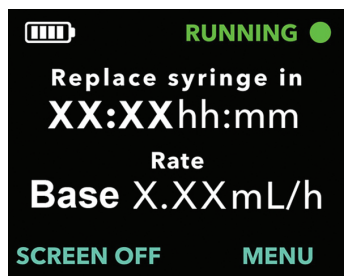 RUNNING
Replace syringe in
XX:XXhh:mm
Rate
Base X.XXmL/h
SCREEN OFF MENU